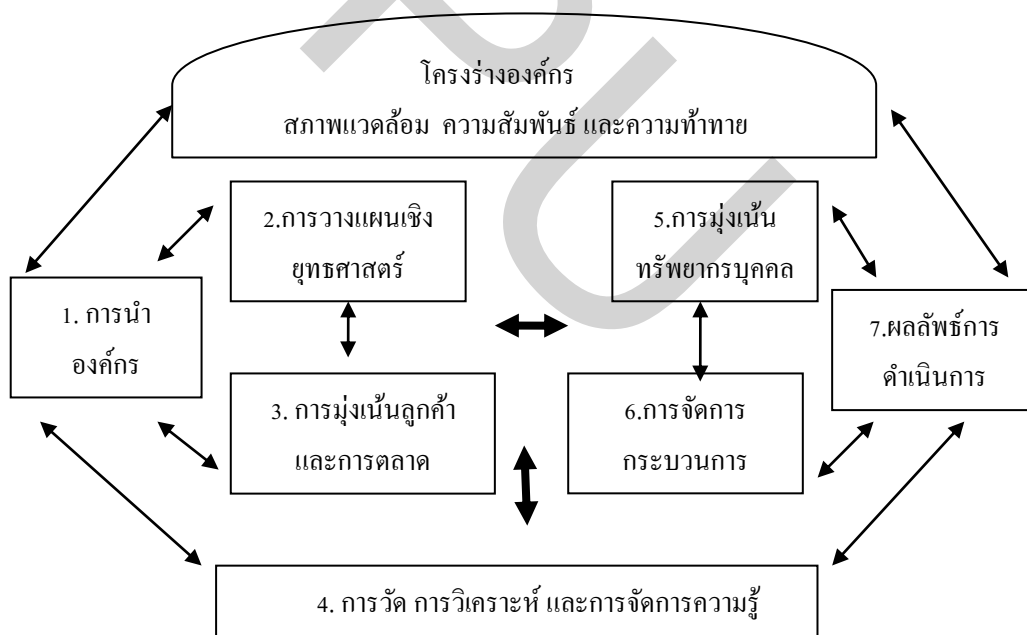 โครงร่างองค์กร
สภาพแวดล้อม ความสัมพันธ์ และความท้าทาย
2.การวางแผนเชิง
ยุทธศาสตร์
5.การมุ่งเน้น
ทรัพยากรบุคคล
1. การนำ
องค์กร
7.ผลลัพธ์การ
ดำเนินการ
3. การมุ่งเน้นลูกค้า
และการตลาด
6.การจัดการ
กระบวนการ
4. การวัด การวิเคราะห์ และการจัดการความรู้